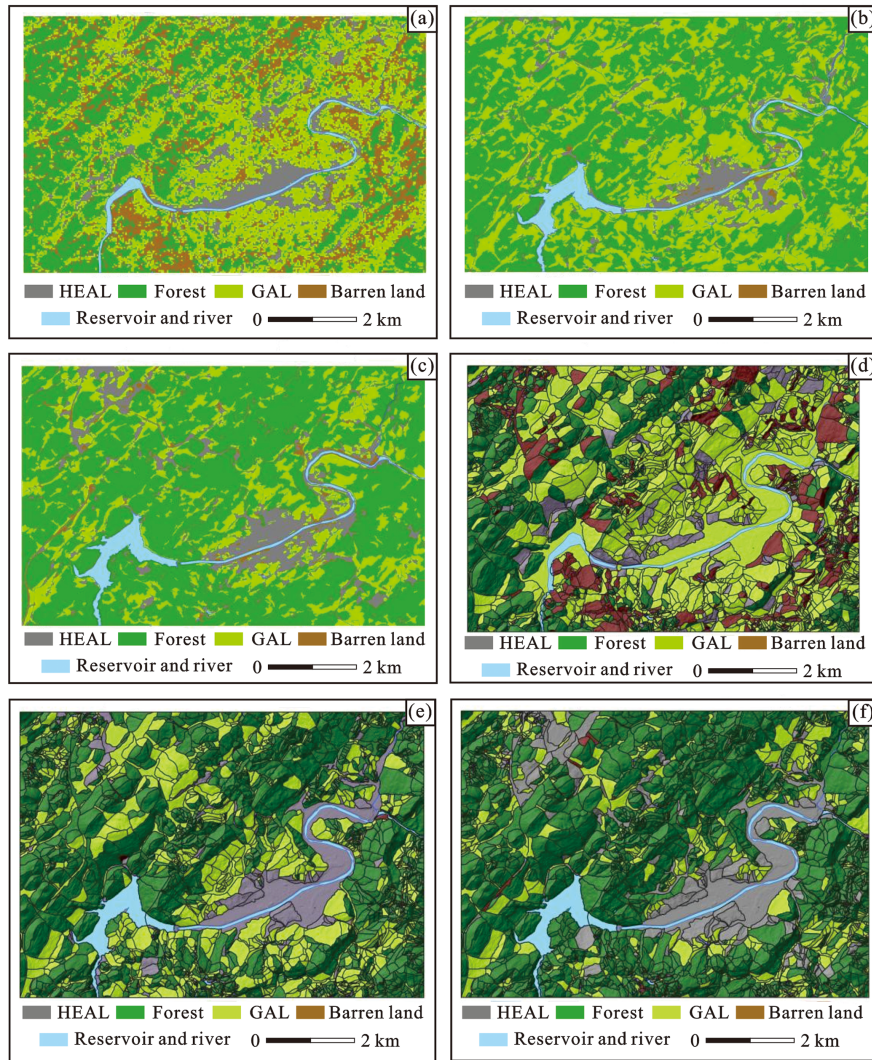 (a)
HEAL Forest GAL Barren land
Reservoir and river 0 2 km
(b)
HEAL Forest GAL Barren land
Reservoir and river 0 2 km
(c)
HEAL Forest GAL Barren land
Reservoir and river 0 2 km
(d)
HEAL Forest GAL Barren land
Reservoir and river 0 2 km
(e)
HEAL Forest GAL Barren land
Reservoir and river 0 2 km
(f)
HEAL Forest GAL Barren land
Reservoir and river 0 2 km